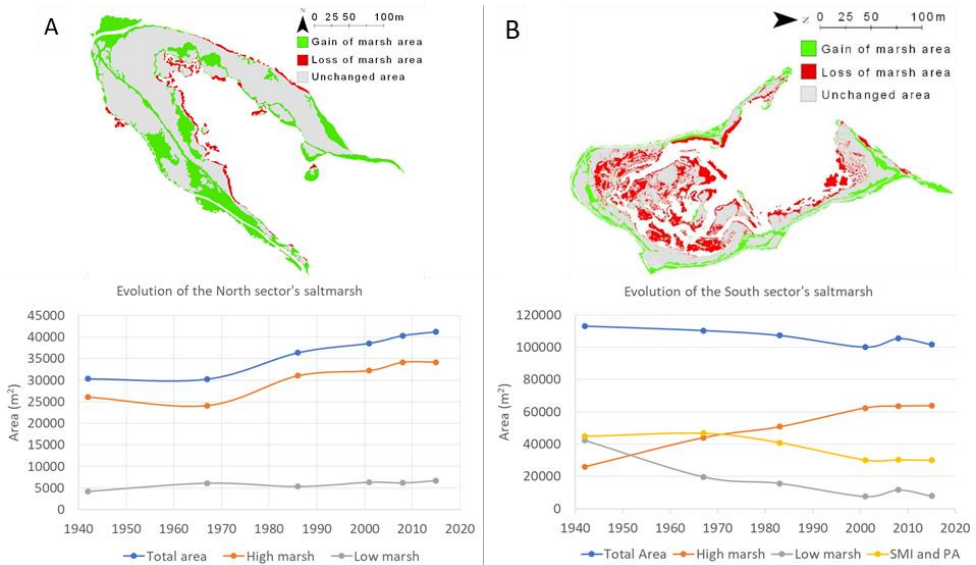 A
N
0 25 50 100m
Gain of marsh area
Loss of marsh area
Unchanged area
Evolution of the North sector's saltmarsh
45000
40000
35000
30000
25000
20000
15000
10000
5000
0
Area (m²)
1940 1950 1960 1970 1980 1990 2000 2010 2020
Total area High marsh Low marsh
B
N
0 25 50 100 m
Gain of marsh area
Loss of marsh area
Unchanged area
Evolution of the South sector's saltmarsh
120000
100000
80000
60000
40000
20000
0
Area (m²)
1940 1950 1960 1970 1980 1990 2000 2010 2020
Total Area High marsh Low marsh SMI and PA